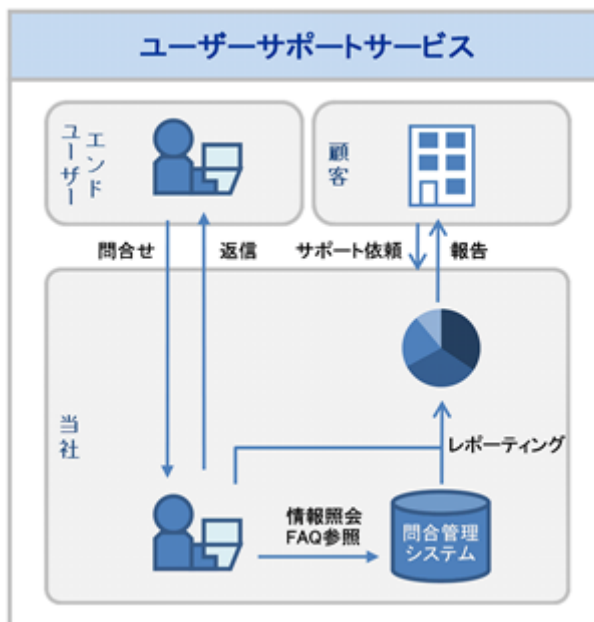 ユーザーサポートサービス
エンド
ユーザー
顧客
問合せ
返信
サポート依頼
報告
当社
レポーティング
情報照会
FAQ参照
問合管理
システム